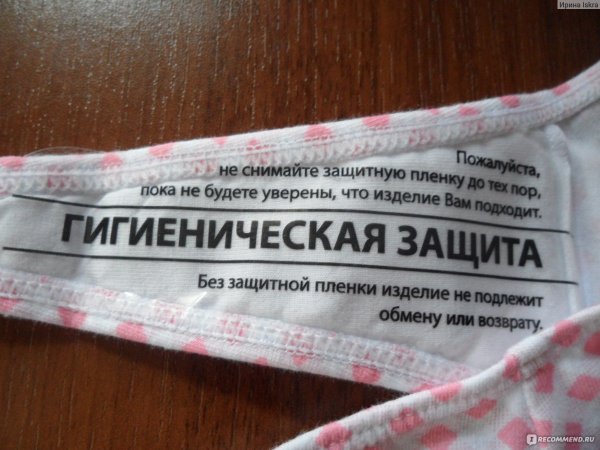 Ирина Iskra
Пожалуйста,
не снимайте защитную пленку до тех пор,
пока не будете уверены, что изделие Вам подходит.
ГИГИЕНИЧЕСКАЯ ЗАЩИТА
Без защитной пленки изделие не подлежит
обмену или возврату.
IRECOMMEND.RU